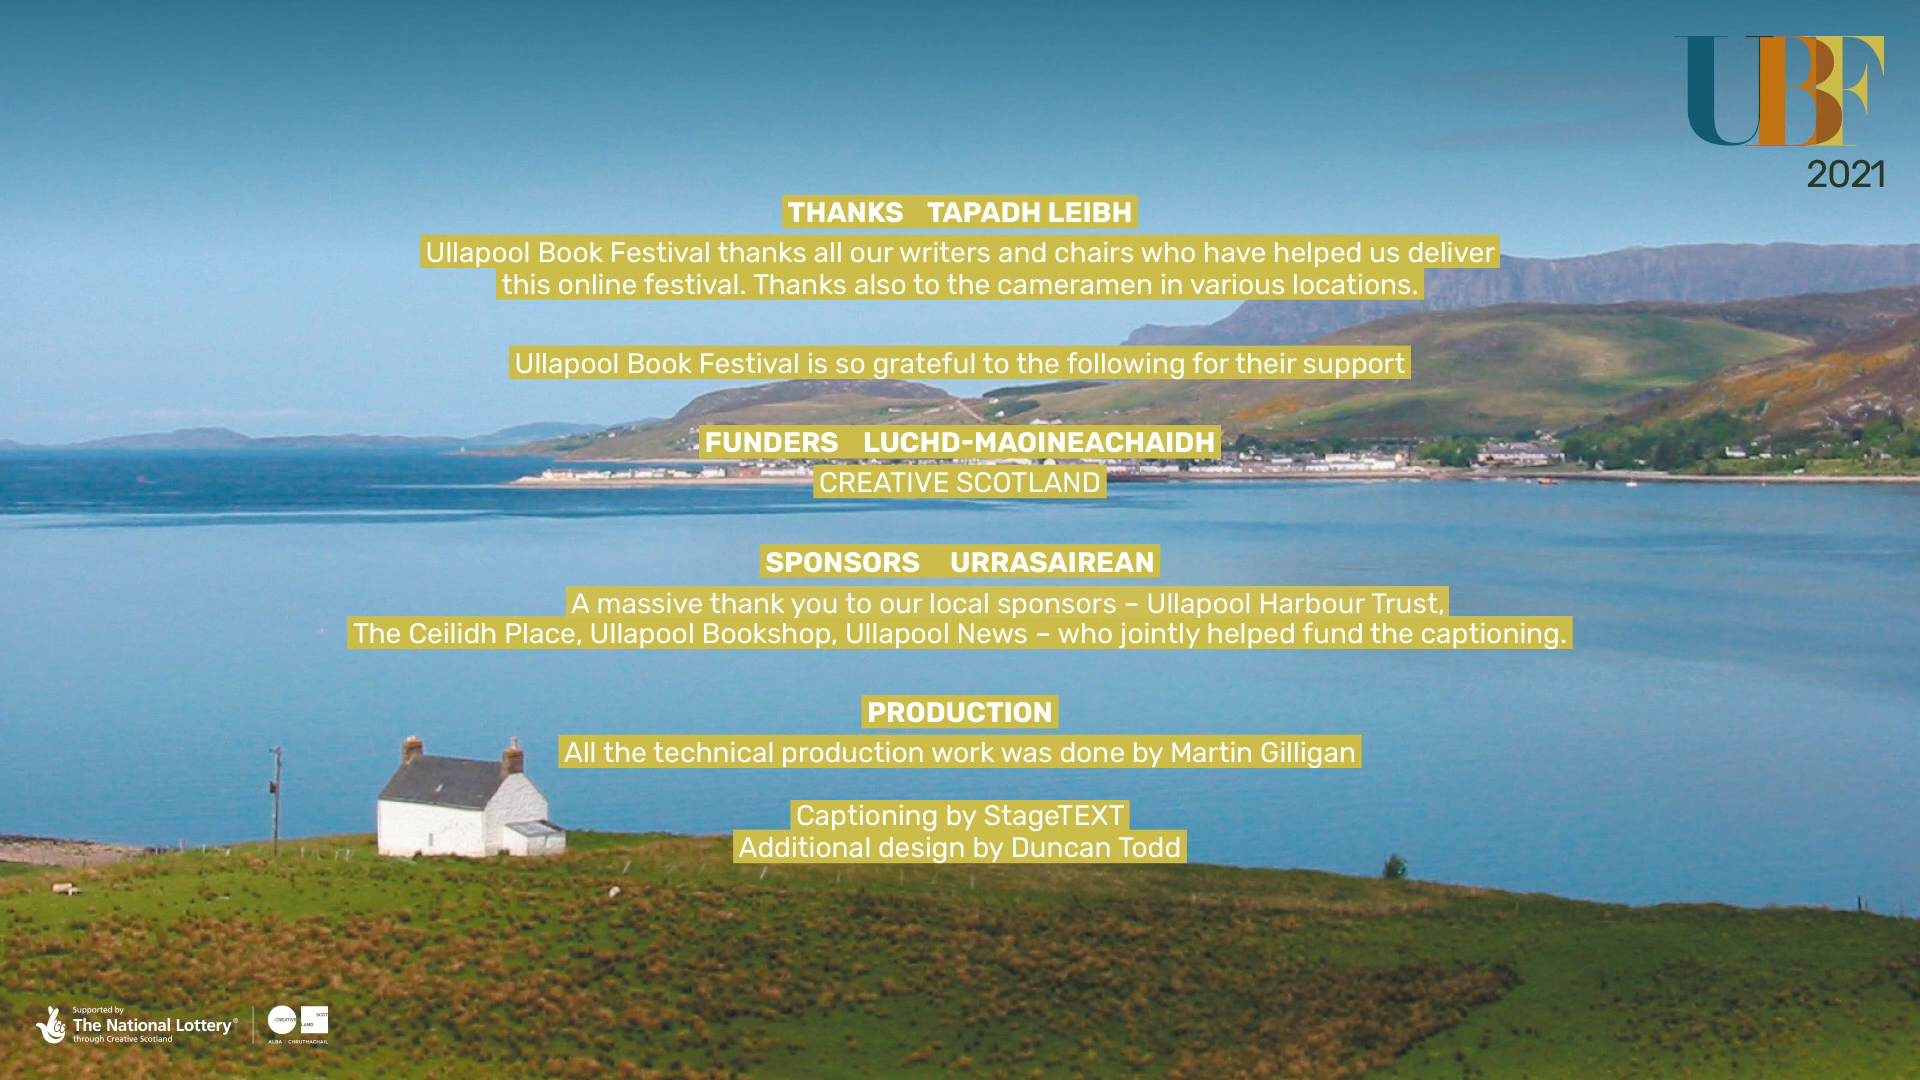 UBF
2021
THANKS TAPADH LEIBH
Ullapool Book Festival thanks all our writers and chairs who have helped us deliver
this online festival. Thanks also to the cameramen in various locations.
Ullapool Book Festival is so grateful to the following for their support
FUNDERS LUCHD-MAOINEACHAIDH
CREATIVE SCOTLAND
SPONSORS URRASAIREAN
A massive thank you to our local sponsors – Ullapool Harbour Trust,
The Ceilidh Place, Ullapool Bookshop, Ullapool News – who jointly helped fund the captioning.
PRODUCTION
All the technical production work was done by Martin Gilligan
Captioning by StageTEXT
Additional design by Duncan Todd
Supported by
The National Lottery®
through Creative Scotland
CREATIVE SCOT
LAND
ALBA CHRUTHACHAIL